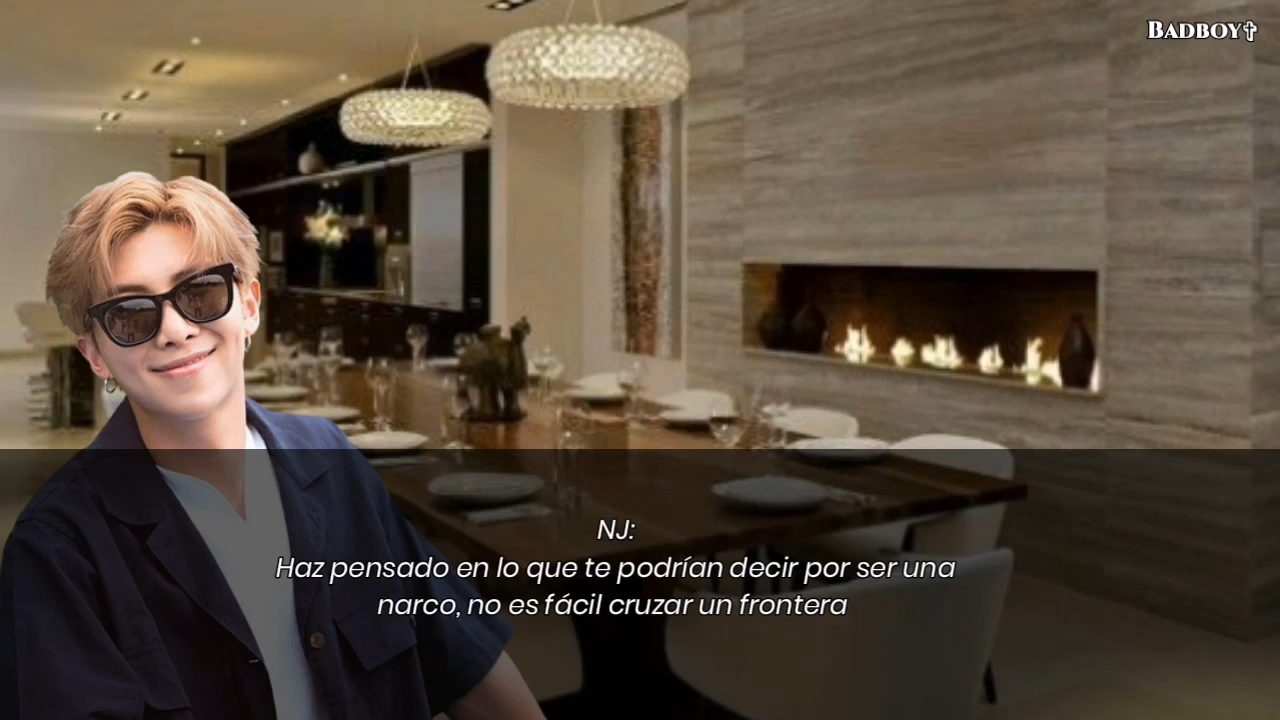 BADBOY✞
NJ:
Haz pensado en lo que te podrían decir por ser una
narco, no es fácil cruzar un frontera